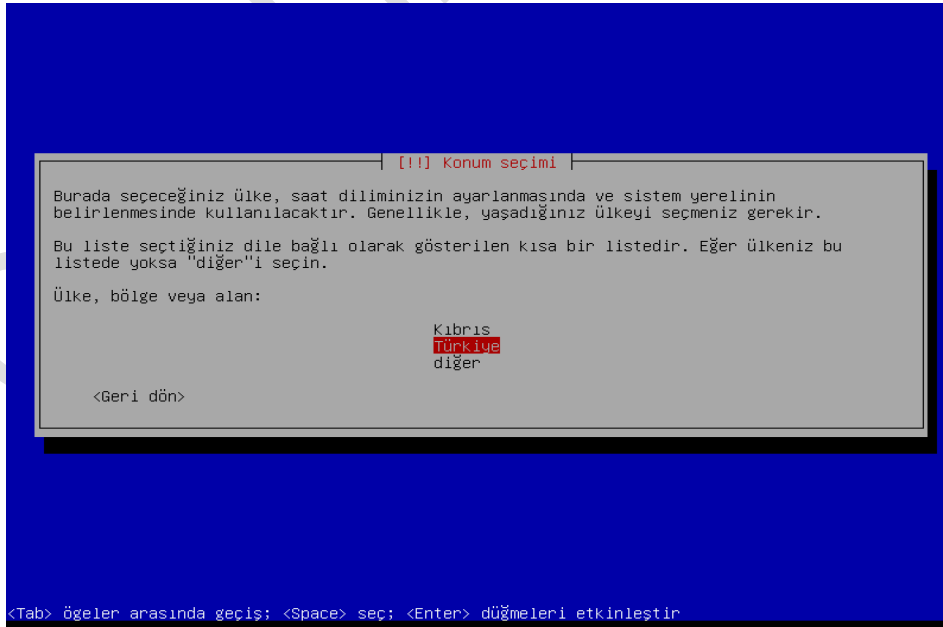 [!!] Konum seçimi
Burada seçeceğiniz ülke, saat diliminizin ayarlanmasında ve sistem yerelinin
belirlenmesinde kullanılacaktır. Genellikle, yaşadığınız ülkeyi seçmeniz gerekir.
Bu liste seçtiğiniz dile bağlı olarak gösterilen kısa bir listedir. Eğer ülkeniz bu
listede yoksa "diğer"i seçin.
Ülke, bölge veya alan:
Kıbrıs
Türkiye
diğer
<Geri dön>
<Tab> ögeler arasında geçiş; <Space> seç; <Enter> düğmeleri etkinleştir